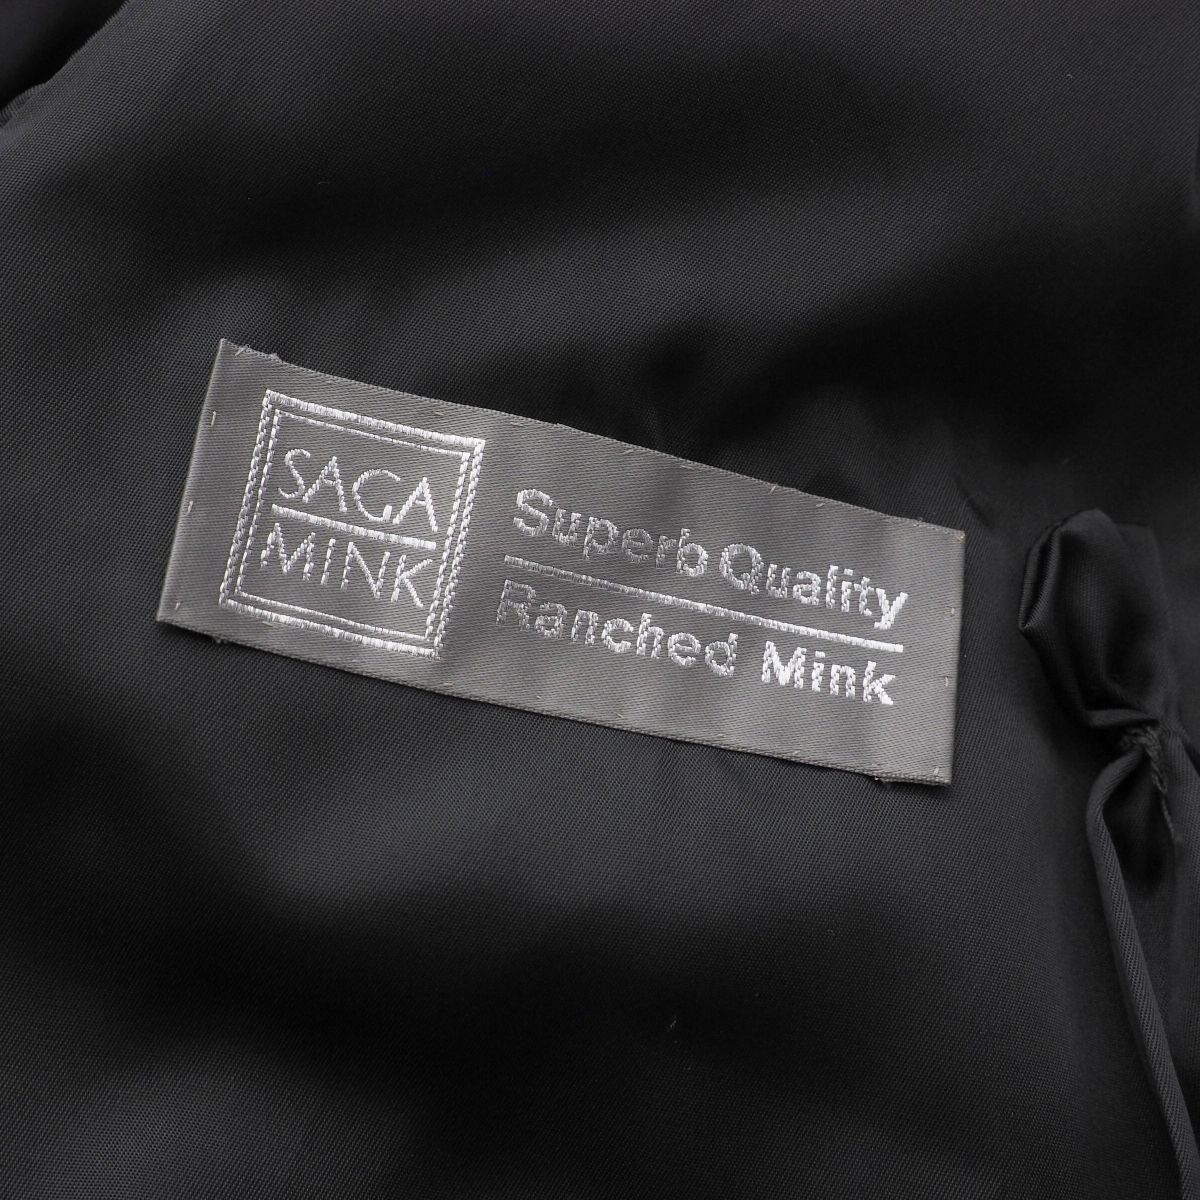 SAGA
MINK
Superb Quality
Ranched Mink